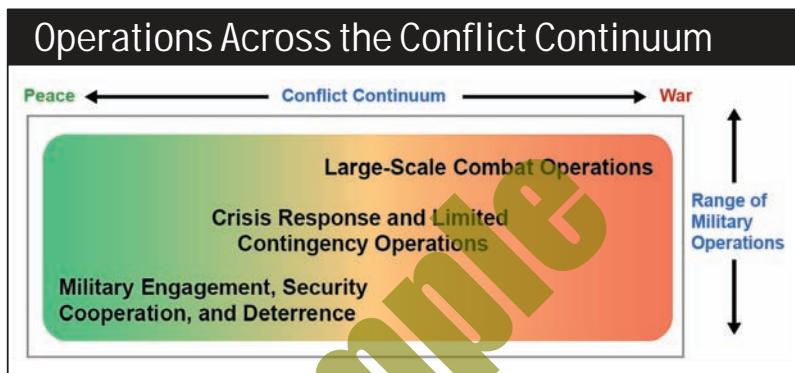 Operations Across the Conflict Continuum
Peace Conflict Continuum War
Large-Scale Combat Operations
Crisis Response and Limited
Contingency Operations
Military Engagement, Security
Cooperation, and Deterrence
Range of
Military
Operations
mple